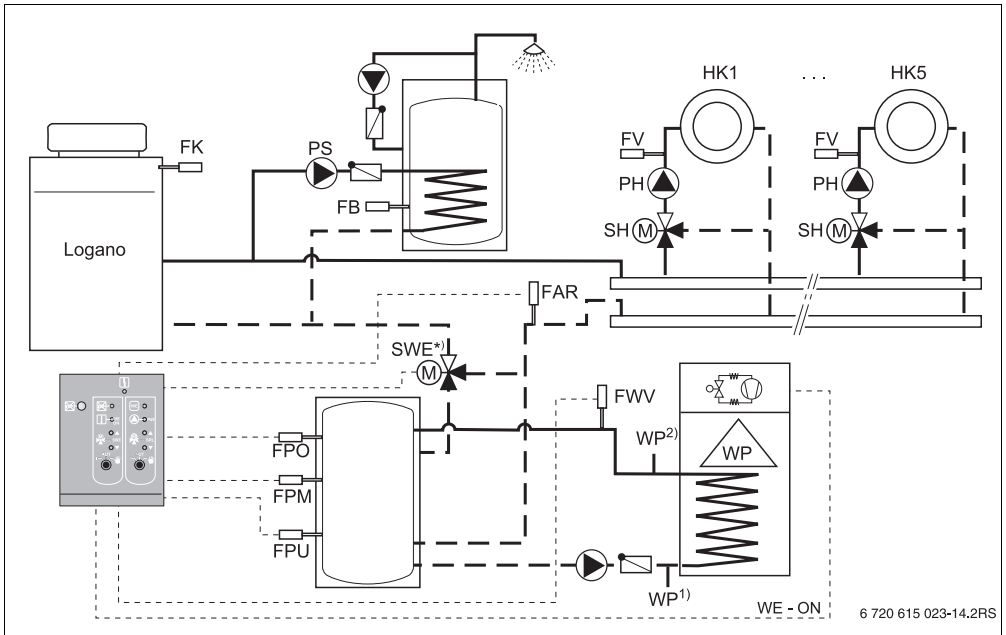 HK1
. . .
HK5
FK
PS
FV
FV
PH
PH
FB
SH
M
SH
M
Logano
FAR
SWE*)
M
FWV
WP2)
WP
FPO
FPM
FPU
WP1)
WE - ON
6 720 615 023-14.2RS